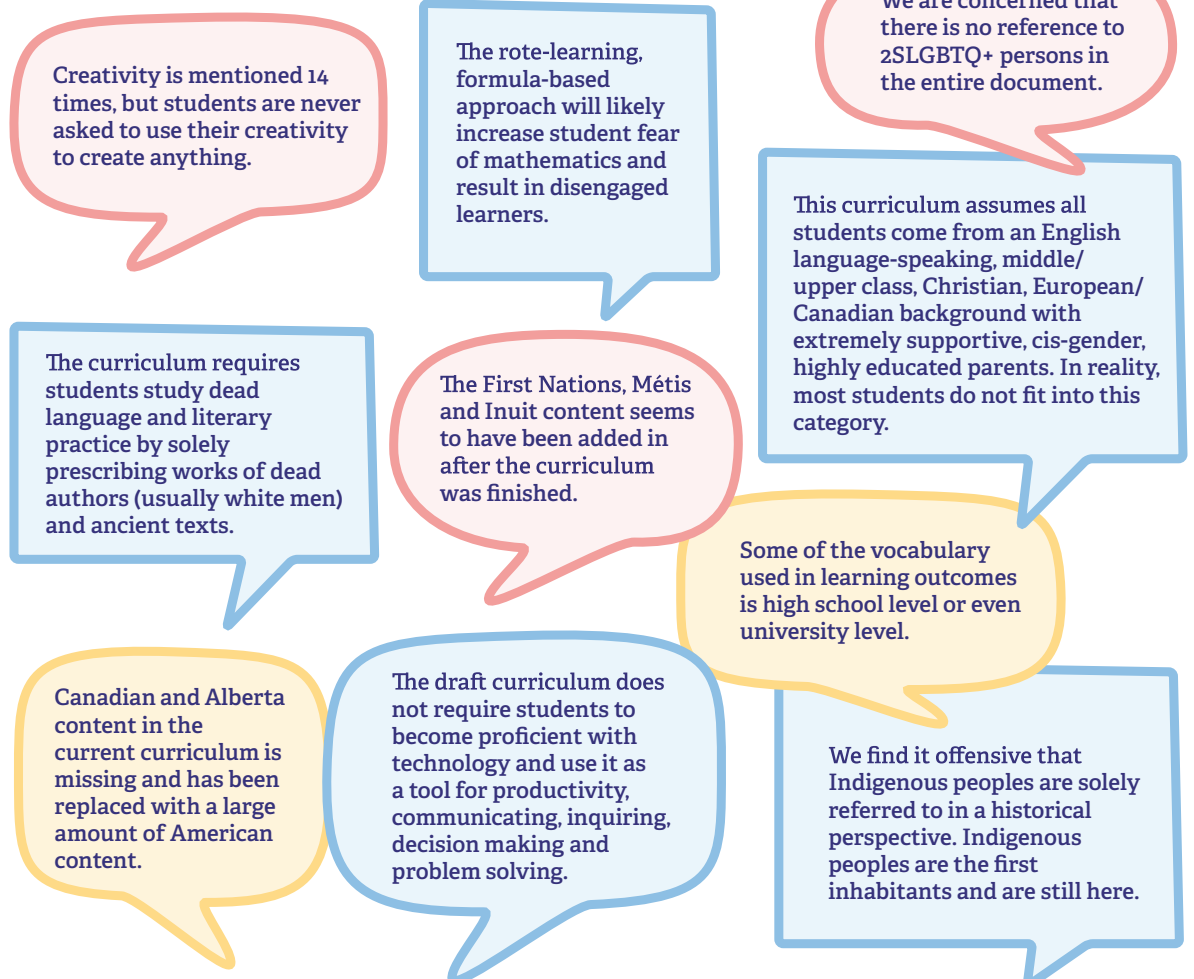 Creativity is mentioned 14
times, but students are never
asked to use their creativity
to create anything.
The rote-learning,
formula-based
approach will likely
increase student fear
of mathematics and
result in disengaged
learners.
We are concerned that
there is no reference to
2SLGBTQ+ persons in
the entire document.
This curriculum assumes all
students come from an English
language-speaking, middle/
upper class, Christian, European/
Canadian background with
extremely supportive, cis-gender,
highly educated parents. In reality,
most students do not fit into this
category.
The curriculum requires
students study dead
language and literary
practice by solely
prescribing works of dead
authors (usually white men)
and ancient texts.
The First Nations, Métis
and Inuit content seems
to have been added in
after the curriculum
was finished.
Some of the vocabulary
used in learning outcomes
is high school level or even
university level.
Canadian and Alberta
content in the
current curriculum is
missing and has been
replaced with a large
amount of American
content.
The draft curriculum does
not require students to
become proficient with
technology and use it as
a tool for productivity,
communicating, inquiring,
decision making and
problem solving.
We find it offensive that
Indigenous peoples are solely
referred to in a historical
perspective. Indigenous
peoples are the first
inhabitants and are still here.